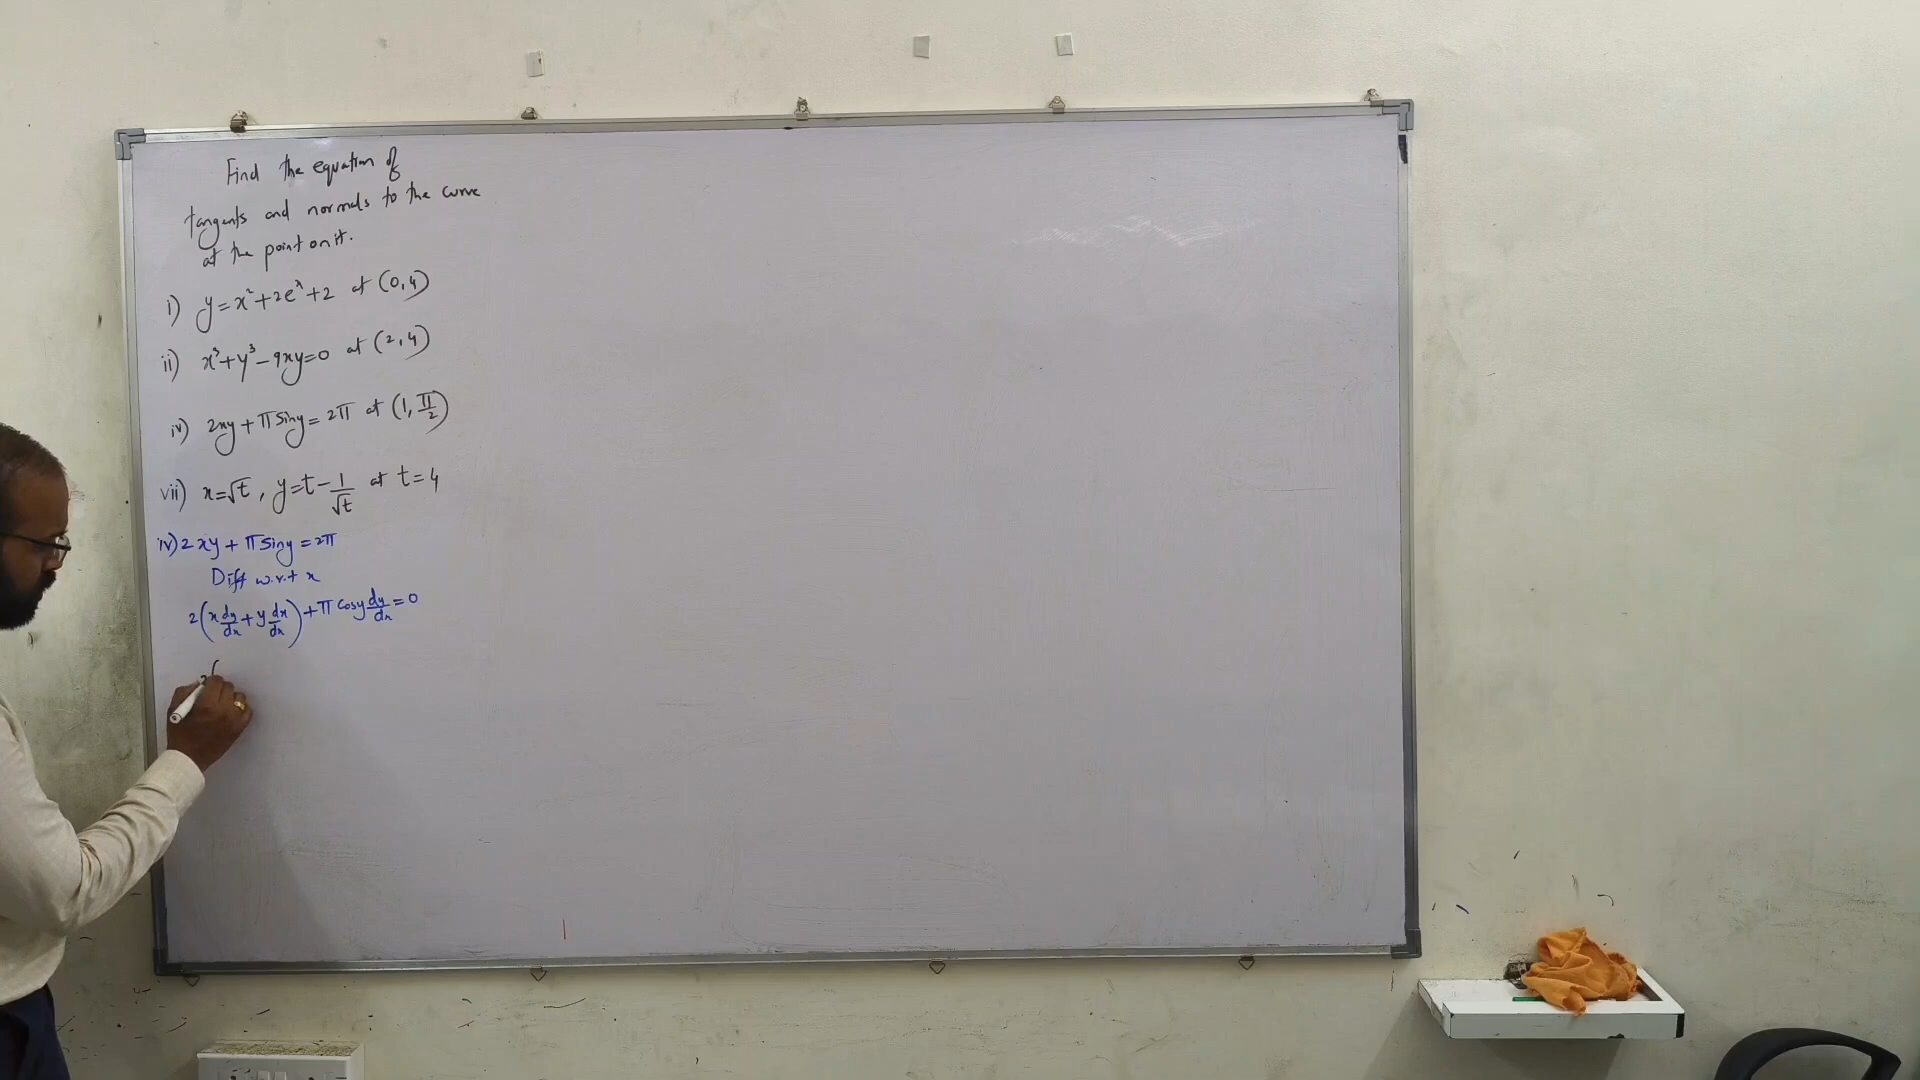 Find the equation of
tangents and normals to the curve
at the point on it.
i) y = x² + 2eˣ + 2 at (0, 4)
ii) x³ + y³ - 9xy = 0 at (2, 4)
iv) 2xy + π Siny = 2π at (1, π/2)
vii) x = √t , y = t - 1/√t at t = 4
iv) 2xy + π Siny = 2π
Diff w.r.t x
2(x dy/dx + y dx/dx) + π Cosy dy/dx = 0